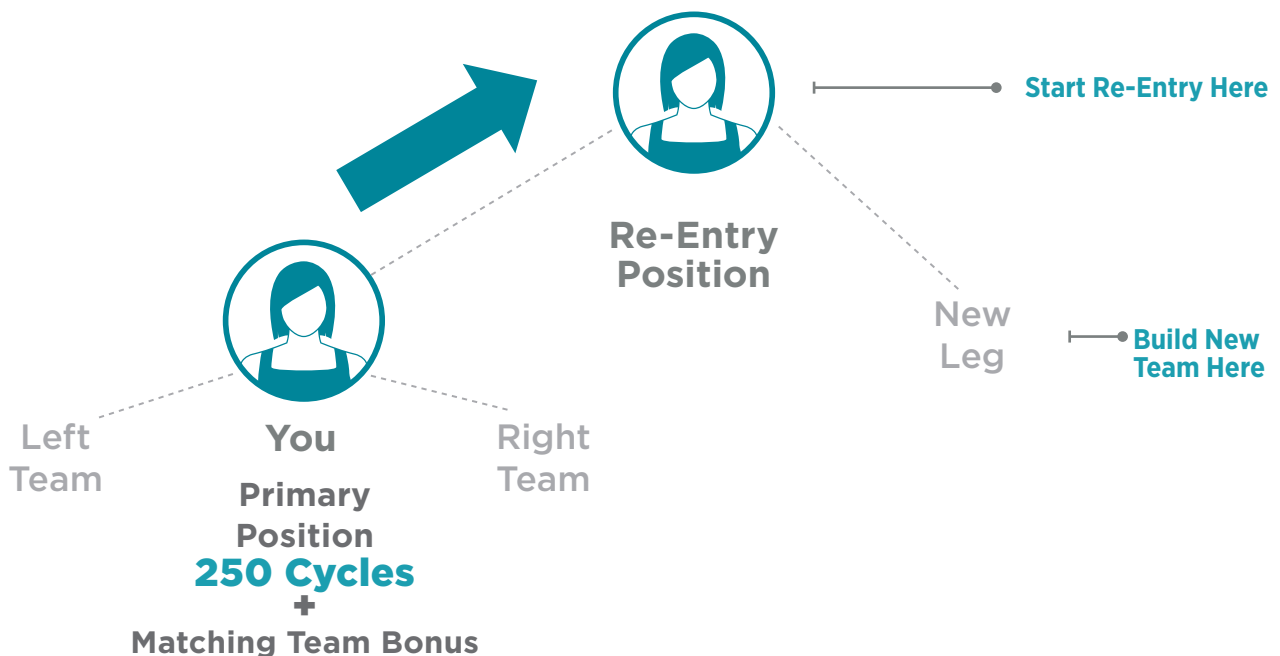 Start Re-Entry Here
Re-Entry
Position
New
Leg
Build New
Team Here
Left
Team
You
Right
Team
Primary
Position
250 Cycles
+
Matching Team Bonus